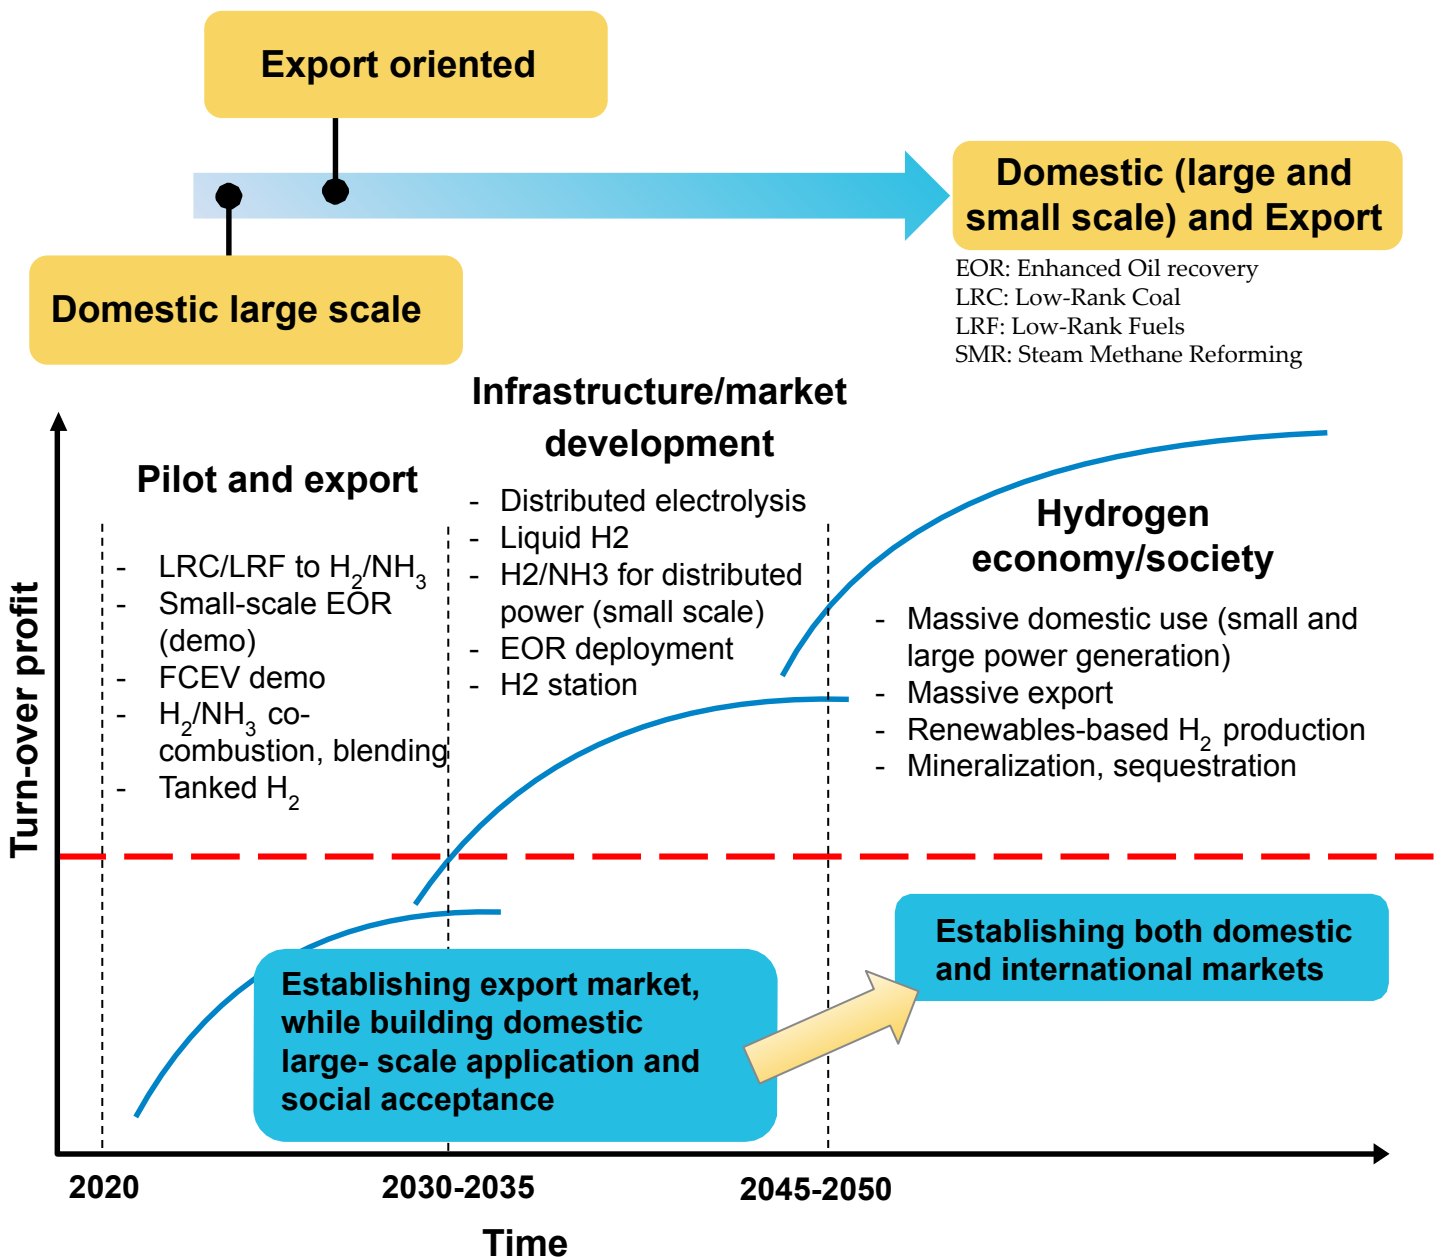 Export oriented
Domestic (large and
small scale) and Export
Domestic large scale
EOR: Enhanced Oil recovery
LRC: Low-Rank Coal
LRF: Low-Rank Fuels
SMR: Steam Methane Reforming
Turn-over profit
Pilot and export
- LRC/LRF to H2/NH3
- Small-scale EOR
(demo)
- FCEV demo
- H2/NH3 co-
combustion, blending
- Tanked H2
Infrastructure/market
development
- Distributed electrolysis
- Liquid H2
- H2/NH3 for distributed
power (small scale)
- EOR deployment
- H2 station
Hydrogen
economy/society
- Massive domestic use (small and
large power generation)
- Massive export
- Renewables-based H2 production
- Mineralization, sequestration
Establishing export market,
while building domestic
large- scale application and
social acceptance
Establishing both domestic
and international markets
2020
2030-2035
2045-2050
Time